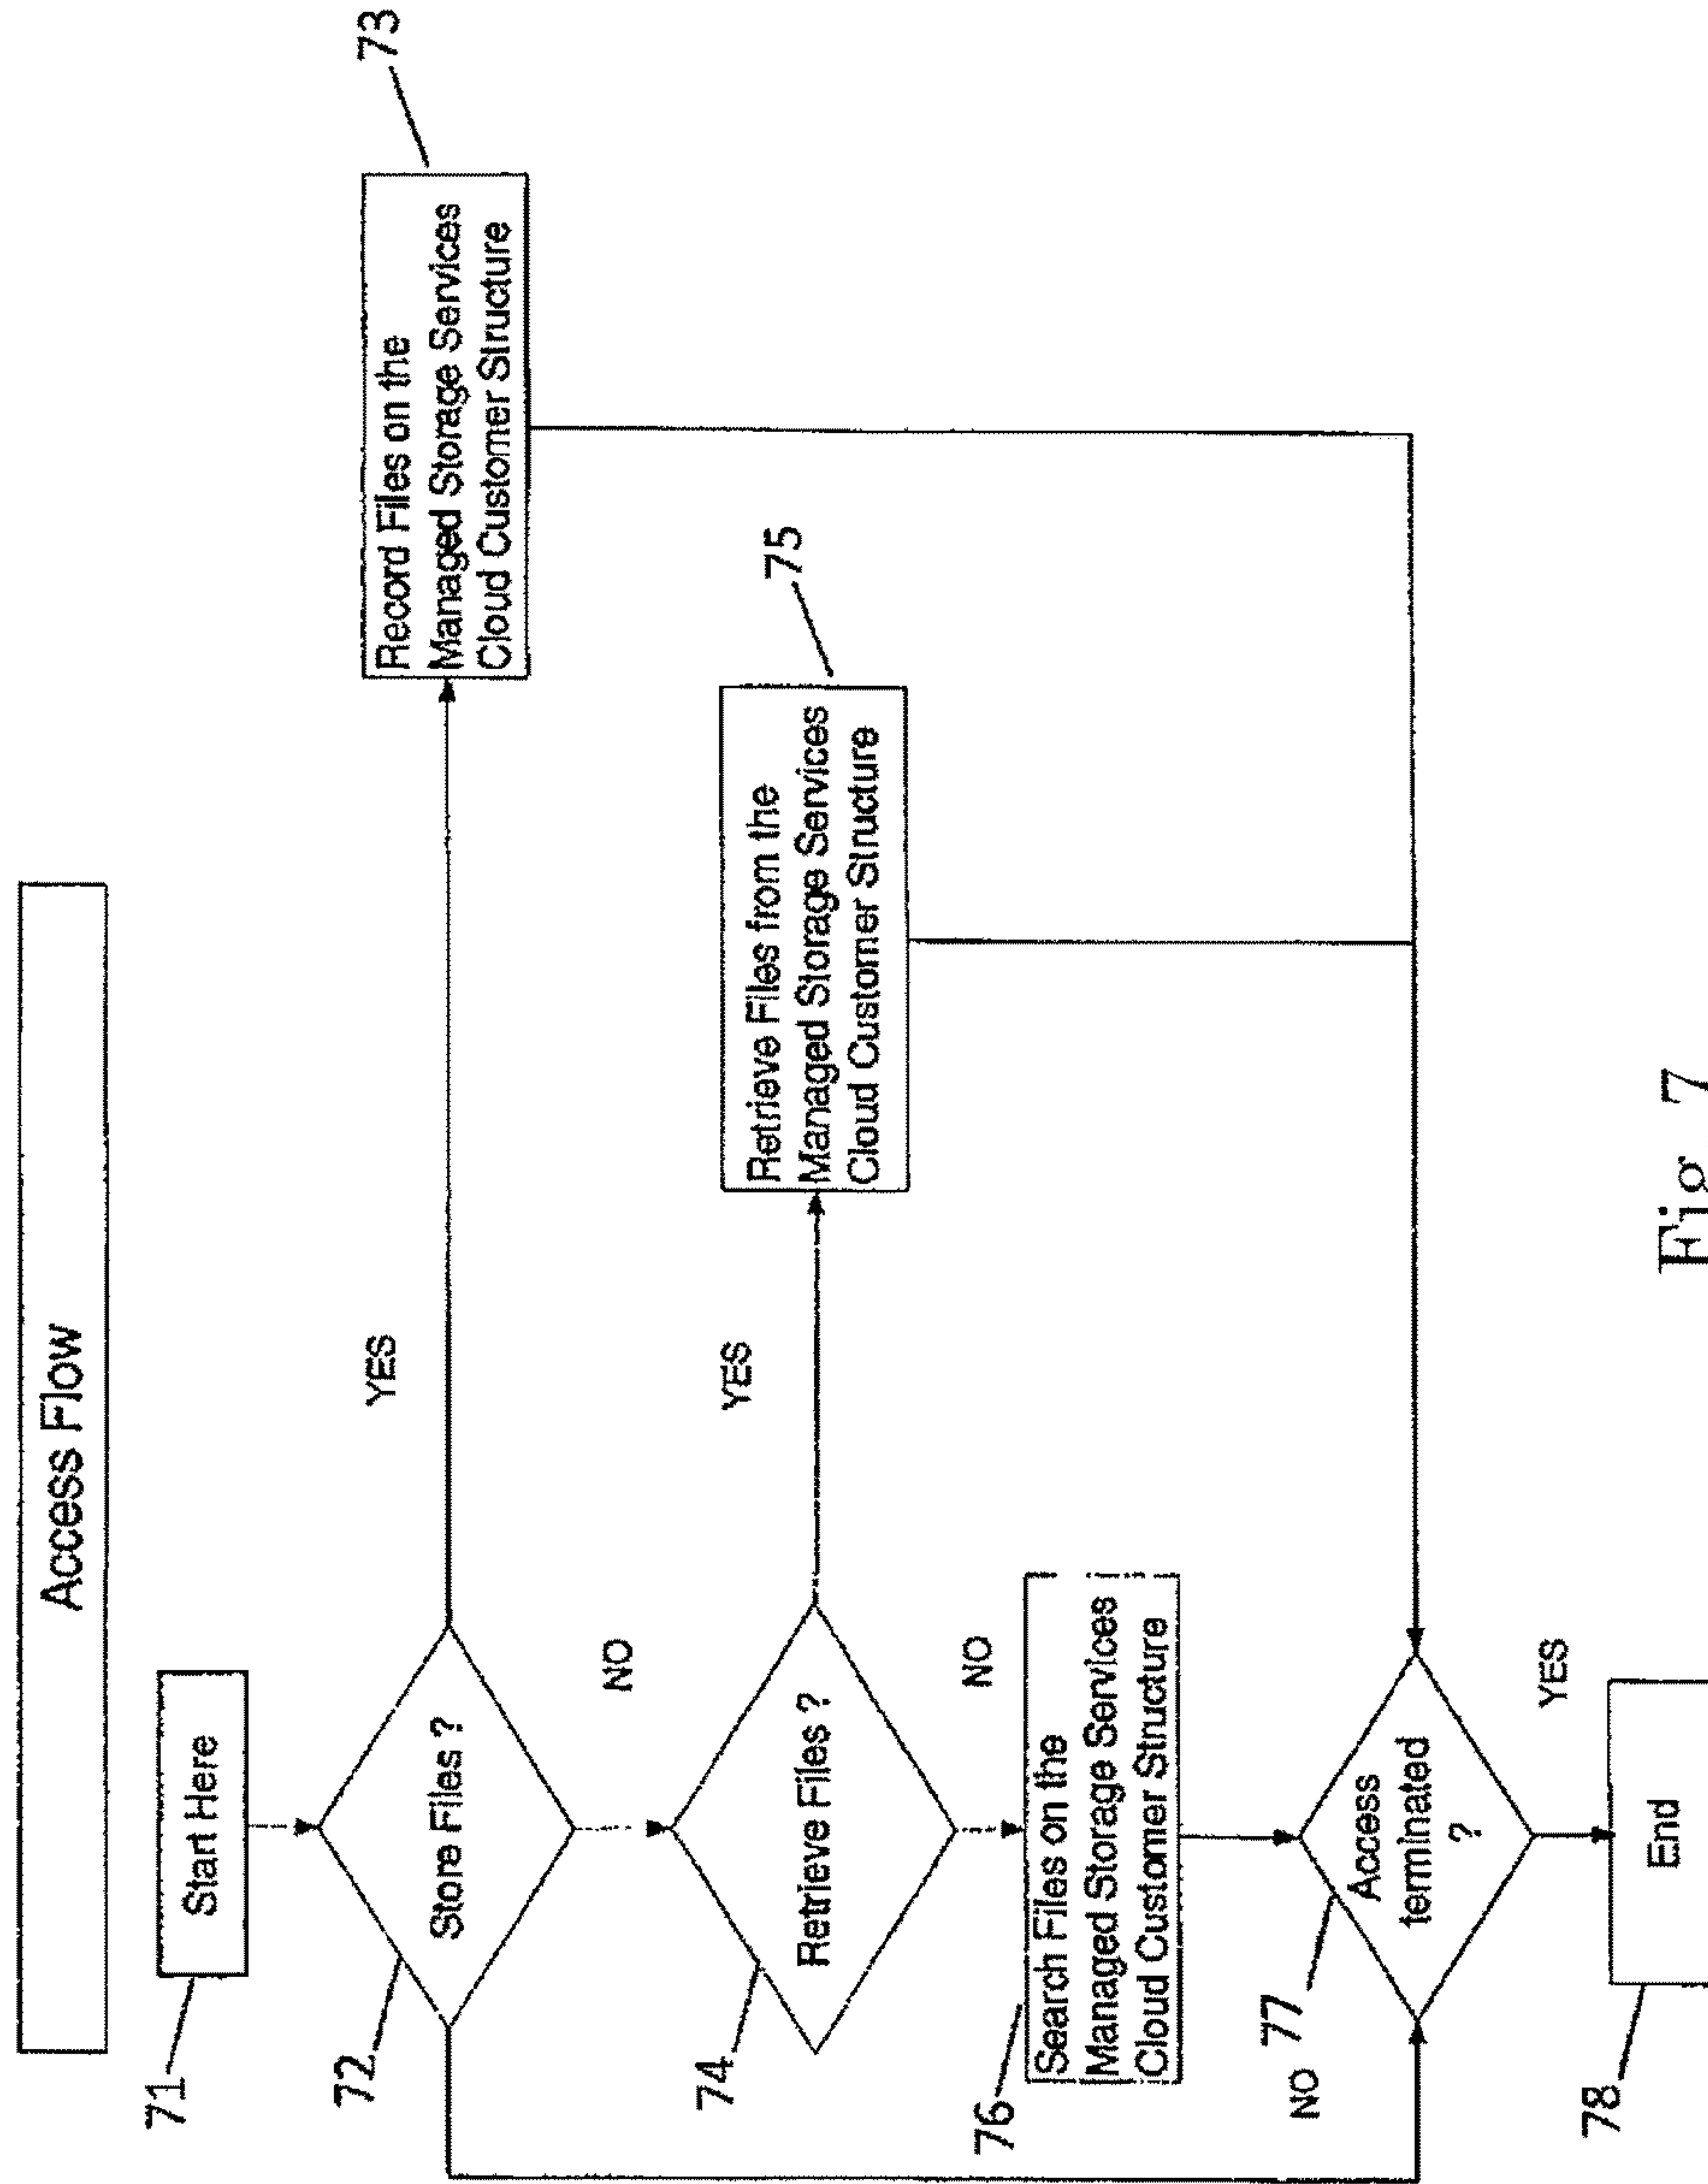 Access Flow
71
Start Here
72
Store Files ?
YES
Record Files on the
Managed Storage Services
Cloud Customer Structure
73
NO
74
Retrieve Files ?
YES
Retrieve Files from the
Managed Storage Services
Cloud Customer Structure
75
NO
76
Search Files on the
Managed Storage Services
Cloud Customer Structure
NO
77
Access
terminated
?
YES
78
End
Fig 7